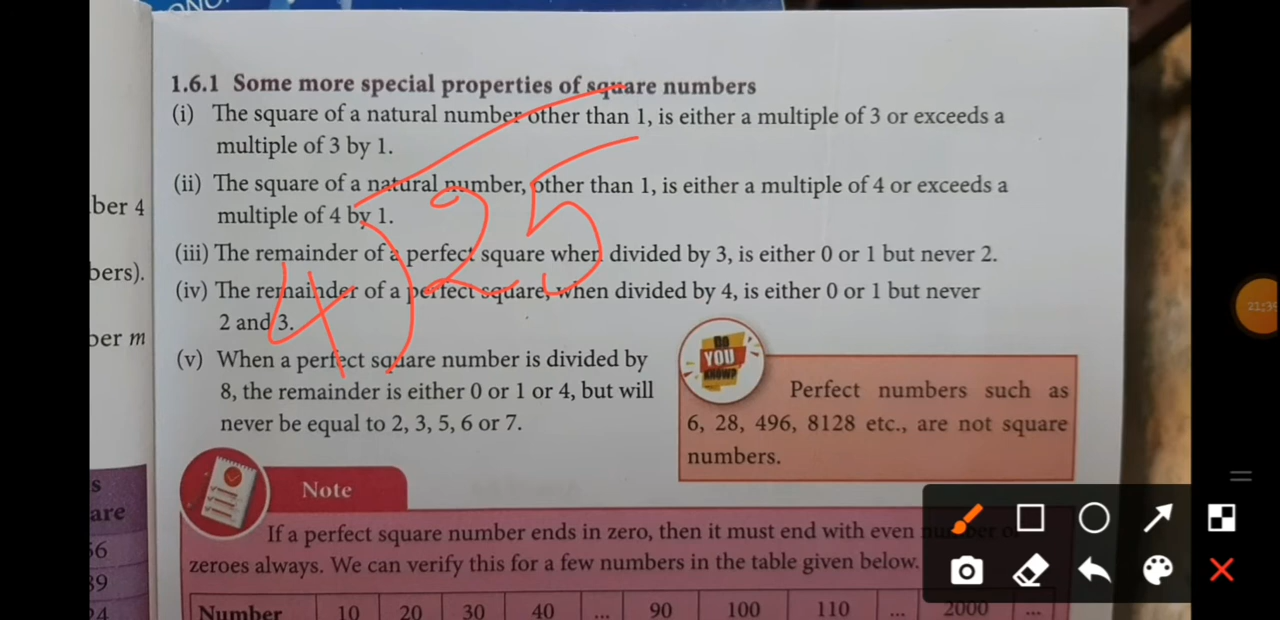 1.6.1 Some more special properties of square numbers
(i) The square of a natural number other than 1, is either a multiple of 3 or exceeds a
multiple of 3 by 1.
(ii) The square of a natural number, other than 1, is either a multiple of 4 or exceeds a
multiple of 4 by 1.
(iii) The remainder of a perfect square when divided by 3, is either 0 or 1 but never 2.
(iv) The remainder of a perfect square, when divided by 4, is either 0 or 1 but never
2 and 3.
(v) When a perfect square number is divided by
8, the remainder is either 0 or 1 or 4, but will
never be equal to 2, 3, 5, 6 or 7.
4)25
DO
YOU
KNOW?
Perfect numbers such as
6, 28, 496, 8128 etc., are not square
numbers.
Note
If a perfect square number ends in zero, then it must end with even number of
zeroes always. We can verify this for a few numbers in the table given below.
Number 10 20 30 40 ... 90 100 110 ... 2000 ...
ber 4
bers).
ber m
s
are